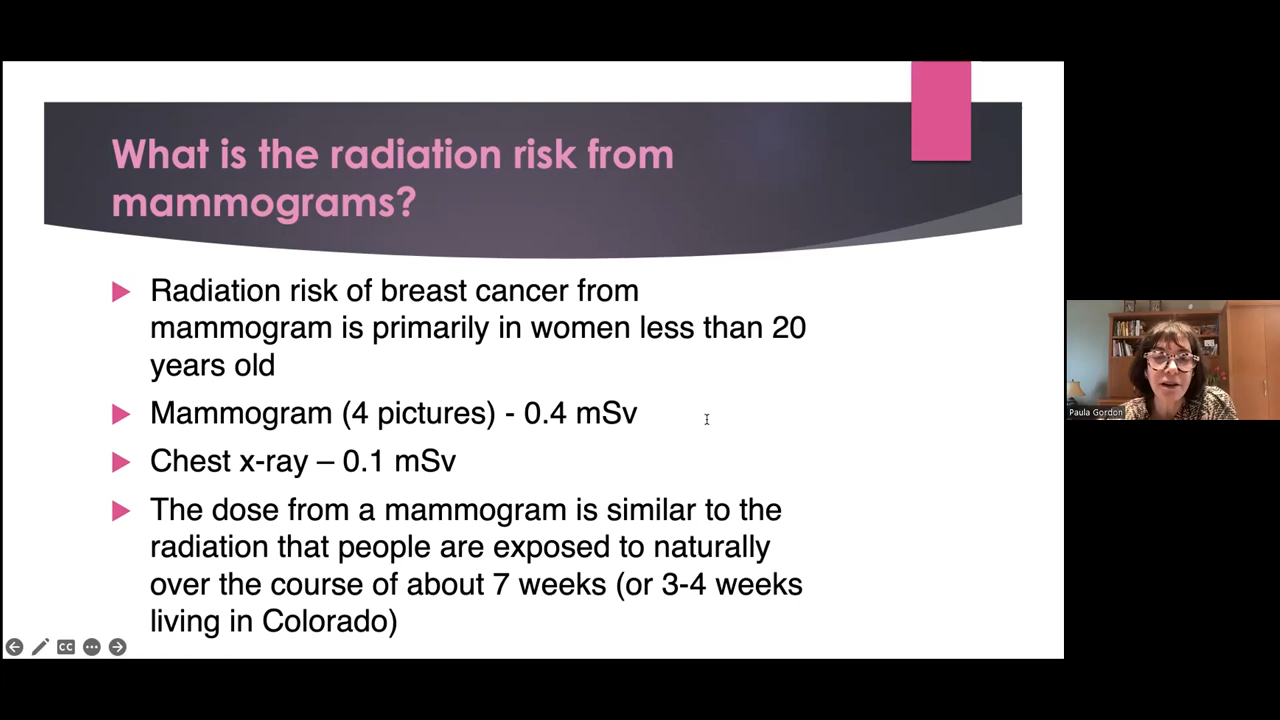 What is the radiation risk from
mammograms?
Radiation risk of breast cancer from
mammogram is primarily in women less than 20
years old
Mammogram (4 pictures) - 0.4 mSv
Chest x-ray – 0.1 mSv
The dose from a mammogram is similar to the
radiation that people are exposed to naturally
over the course of about 7 weeks (or 3-4 weeks
living in Colorado)
CC
Paula Gordon